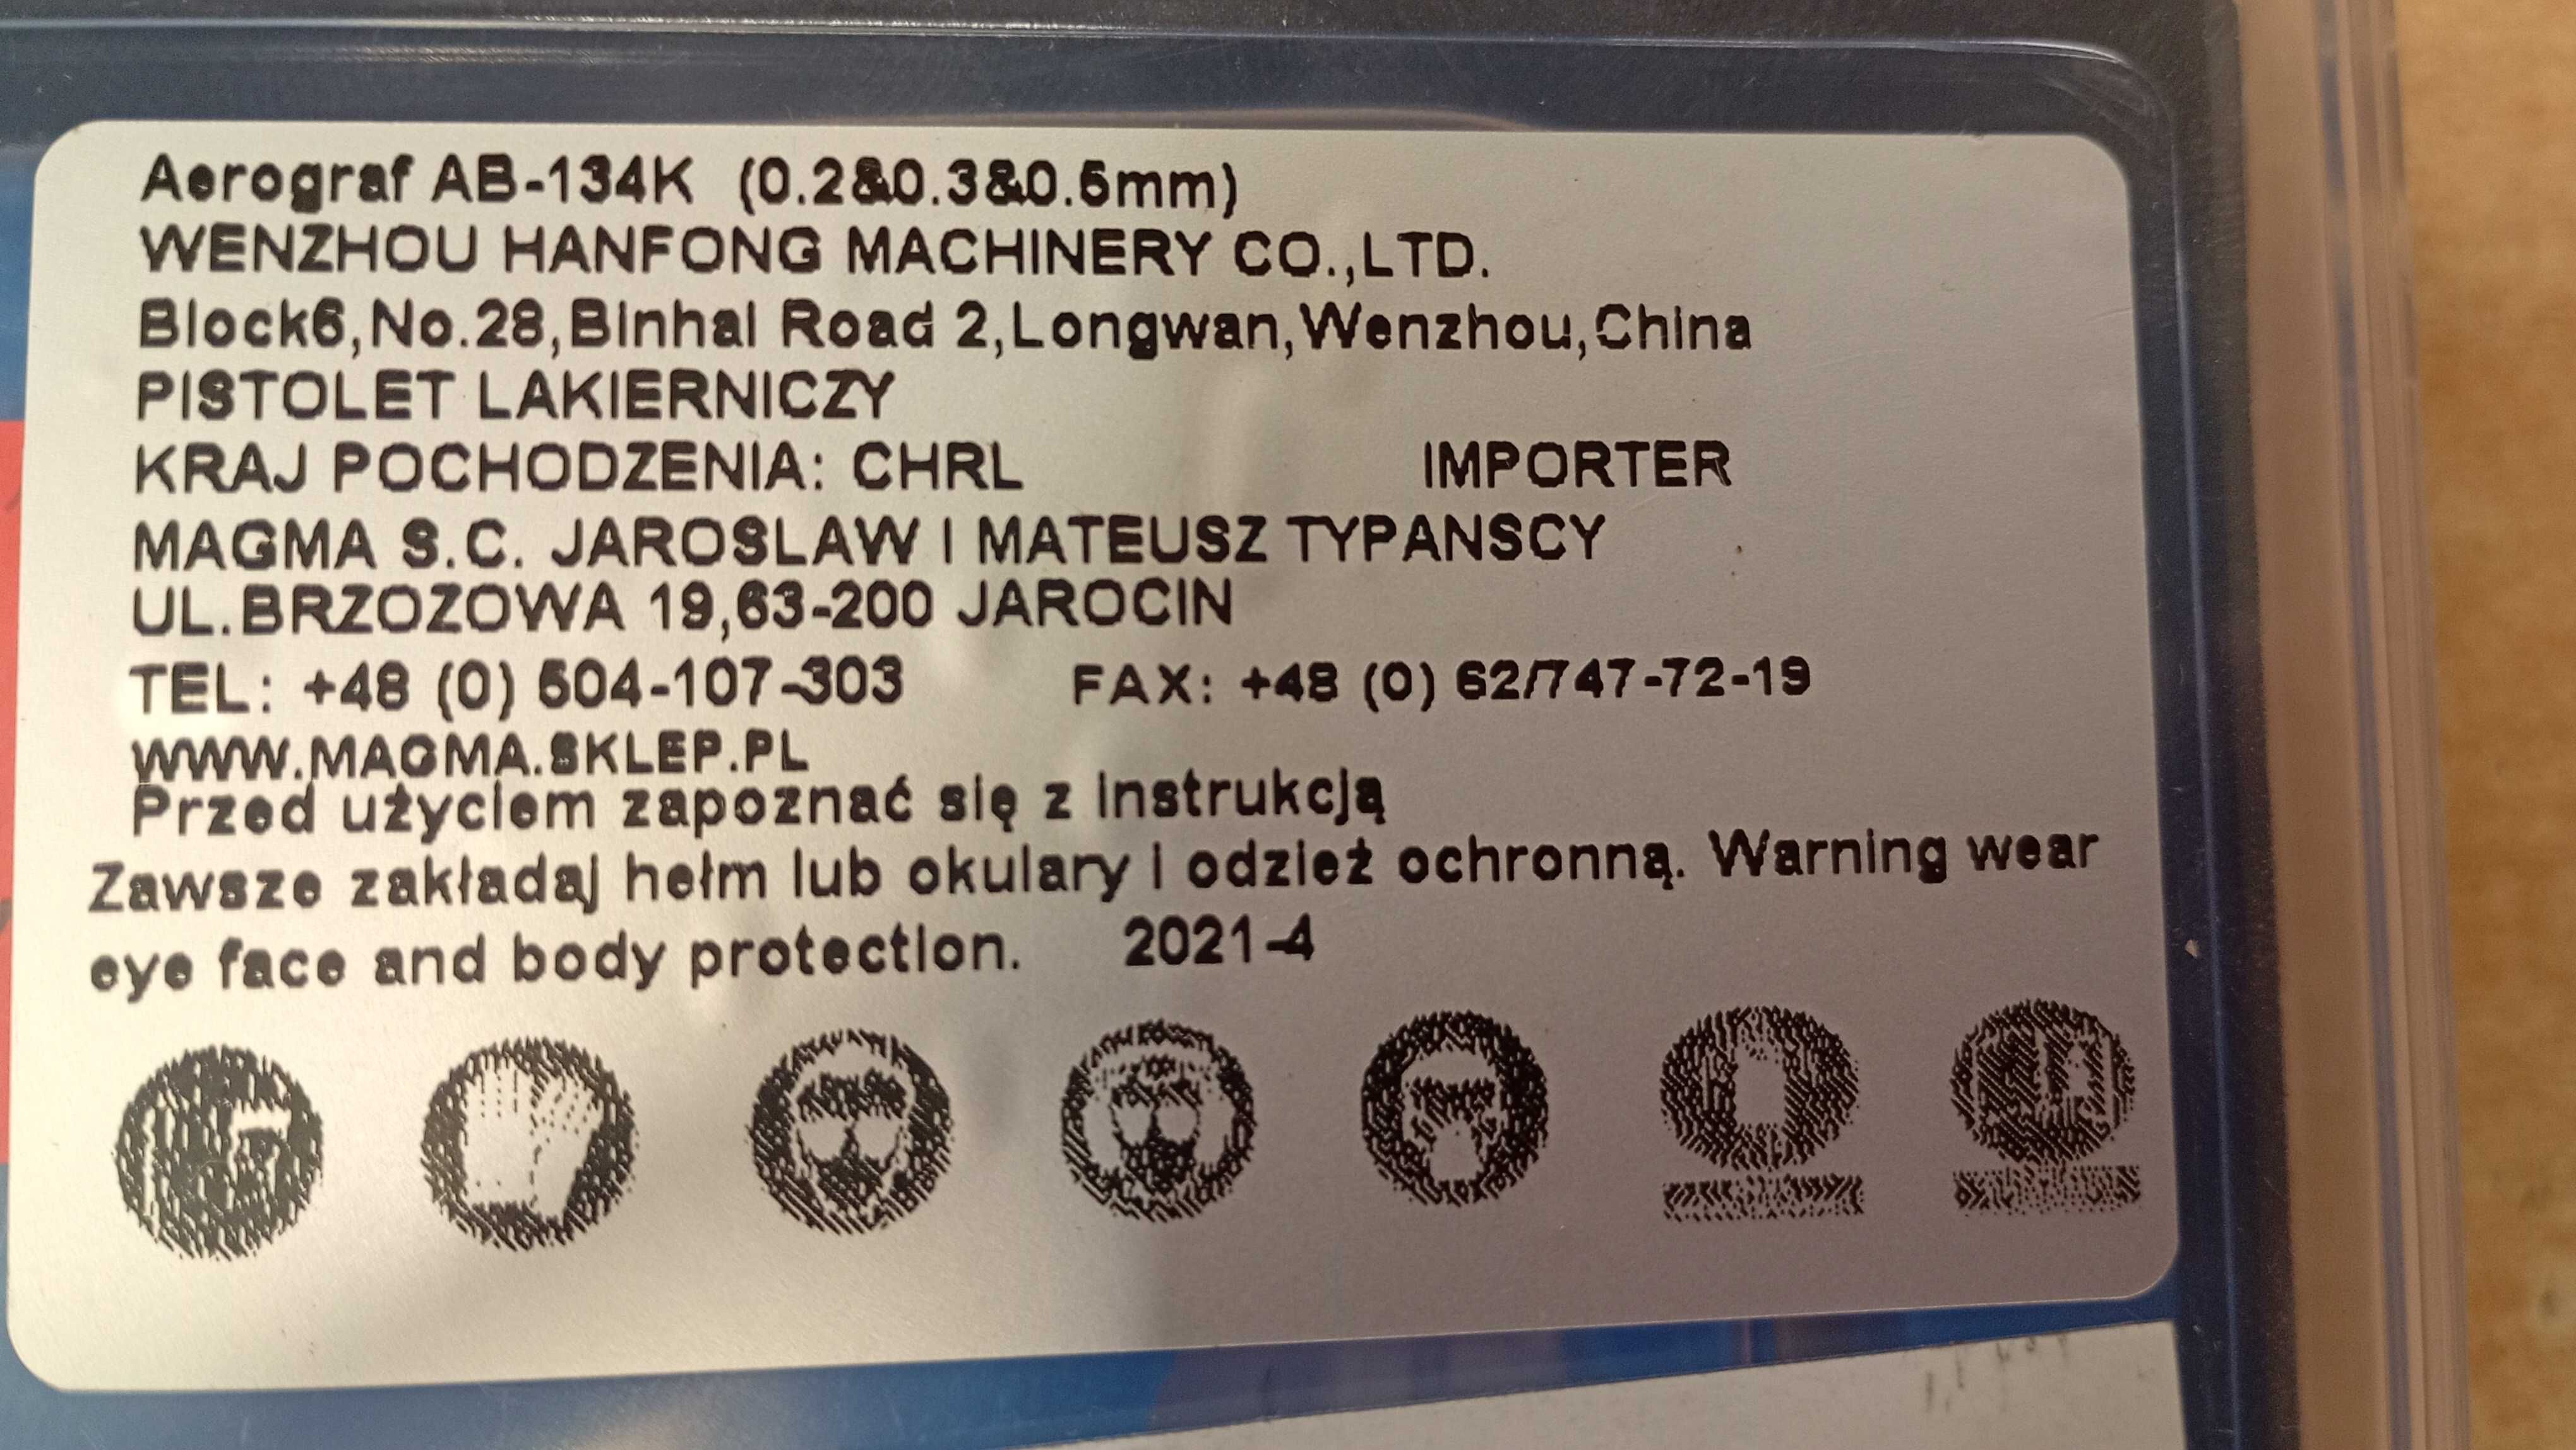 Aerograf AB-134K (0.2&0.3&0.5mm)
WENZHOU HANFONG MACHINERY CO.,LTD.
Block6,No.28,Binhai Road 2,Longwan,Wenzhou,China
PISTOLET LAKIERNICZY
KRAJ POCHODZENIA: CHRL IMPORTER
MAGMA S.C. JAROSLAW I MATEUSZ TYPANSCY
UL.BRZOZOWA 19,63-200 JAROCIN
TEL: +48 (0) 504-107-303 FAX: +48 (0) 62/747-72-19
WWW.MAGMA.SKLEP.PL
Przed użyciem zapoznać się z instrukcją
Zawsze zakładaj hełm lub okulary i odzież ochronną. Warning wear
eye face and body protection. 2021-4